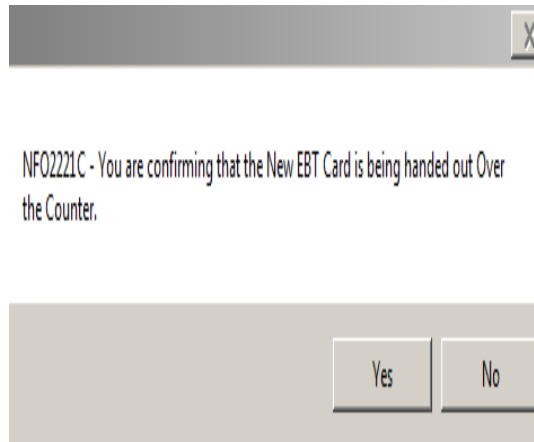 NFO2221C - You are confirming that the New EBT Card is being handed out Over
the Counter.
Yes No